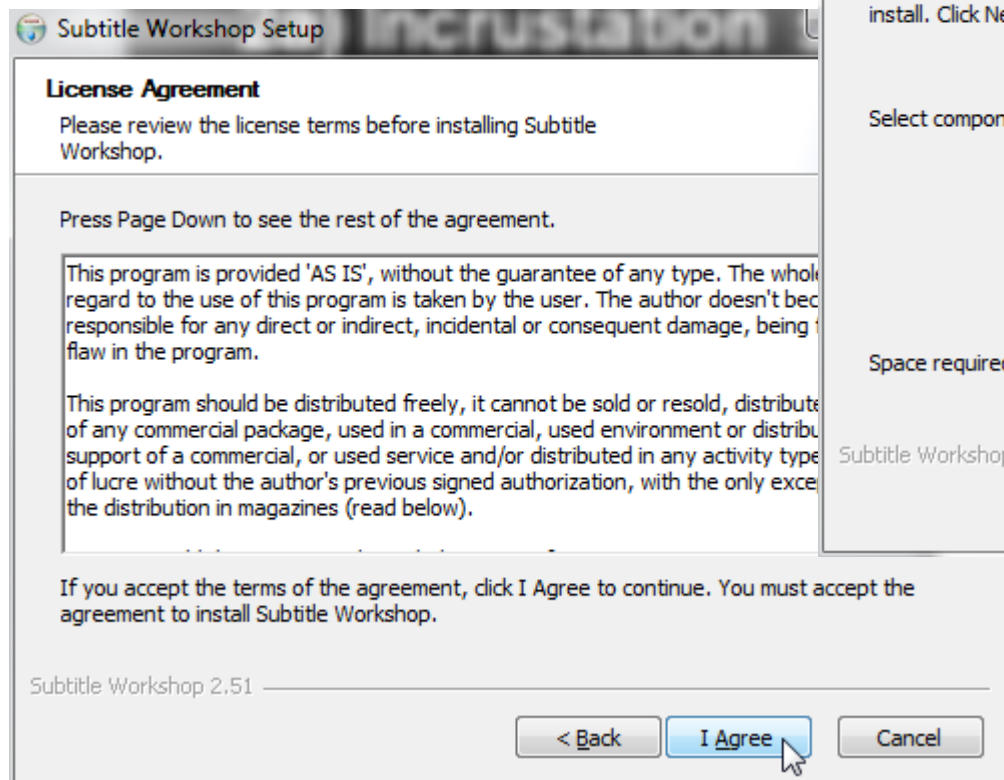 ) Incrustation
Subtitle Workshop Setup
License Agreement
Please review the license terms before installing Subtitle
Workshop.
Press Page Down to see the rest of the agreement.
This program is provided 'AS IS', without the guarantee of any type. The whole
regard to the use of this program is taken by the user. The author doesn't bec
responsible for any direct or indirect, incidental or consequent damage, being
flaw in the program.
This program should be distributed freely, it cannot be sold or resold, distribute
of any commercial package, used in a commercial, used environment or distribu
support of a commercial, or used service and/or distributed in any activity type
of lucre without the author's previous signed authorization, with the only exce
the distribution in magazines (read below).
If you accept the terms of the agreement, click I Agree to continue. You must accept the
agreement to install Subtitle Workshop.
Subtitle Workshop 2.51
< Back
I Agree
Cancel
install. Click Ne
Select compon
Space require
Subtitle Workshop